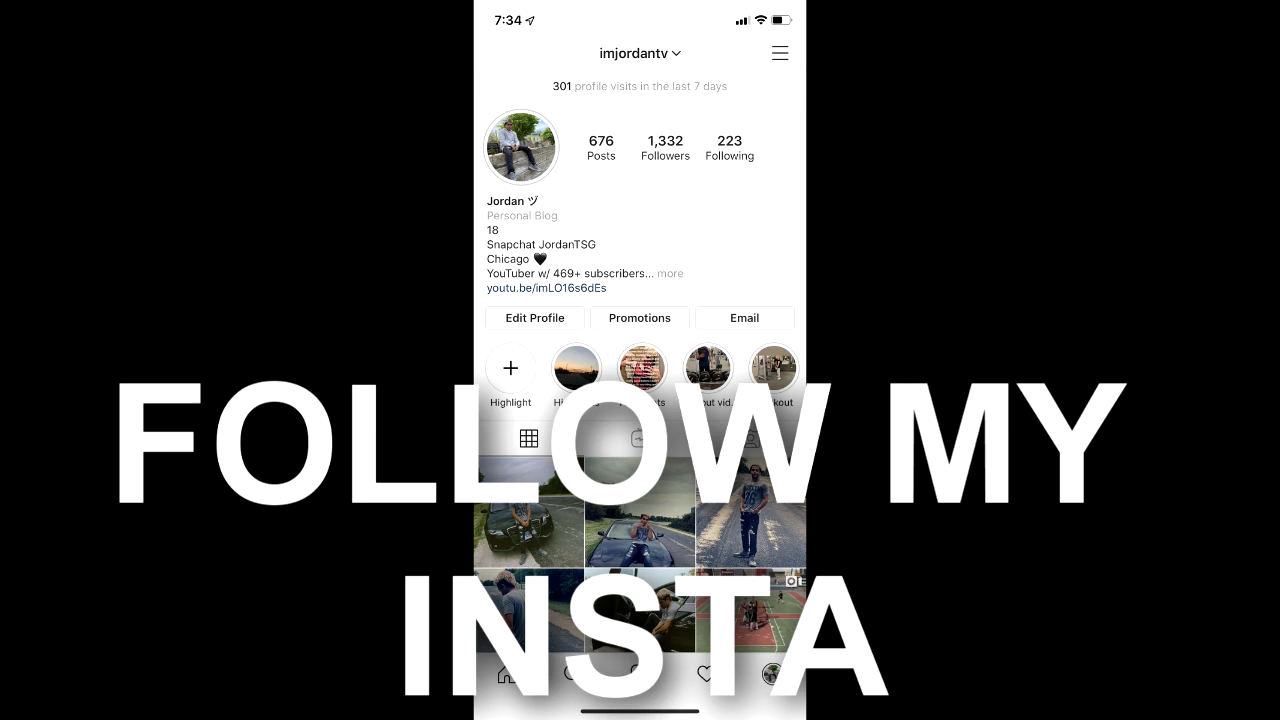 7:34
imjordantv
301 profile visits in the last 7 days
676 1,332 223
Posts Followers Following
Jordan ツ
Personal Blog
18
Snapchat JordanTSG
Chicago 🖤
YouTuber w/ 469+ subscribers... more
youtu.be/imLO16s6dEs
Edit Profile Promotions Email
Highlight
FOLLOW MY
INSTA